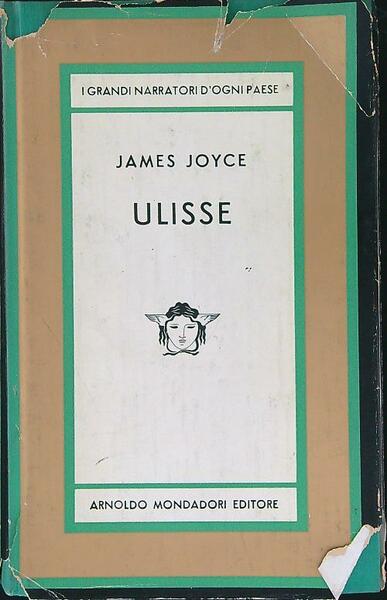 I GRANDI NARRATORI D'OGNI PAESE
JAMES JOYCE
ULISSE
ARNOLDO MONDADORI EDITORE